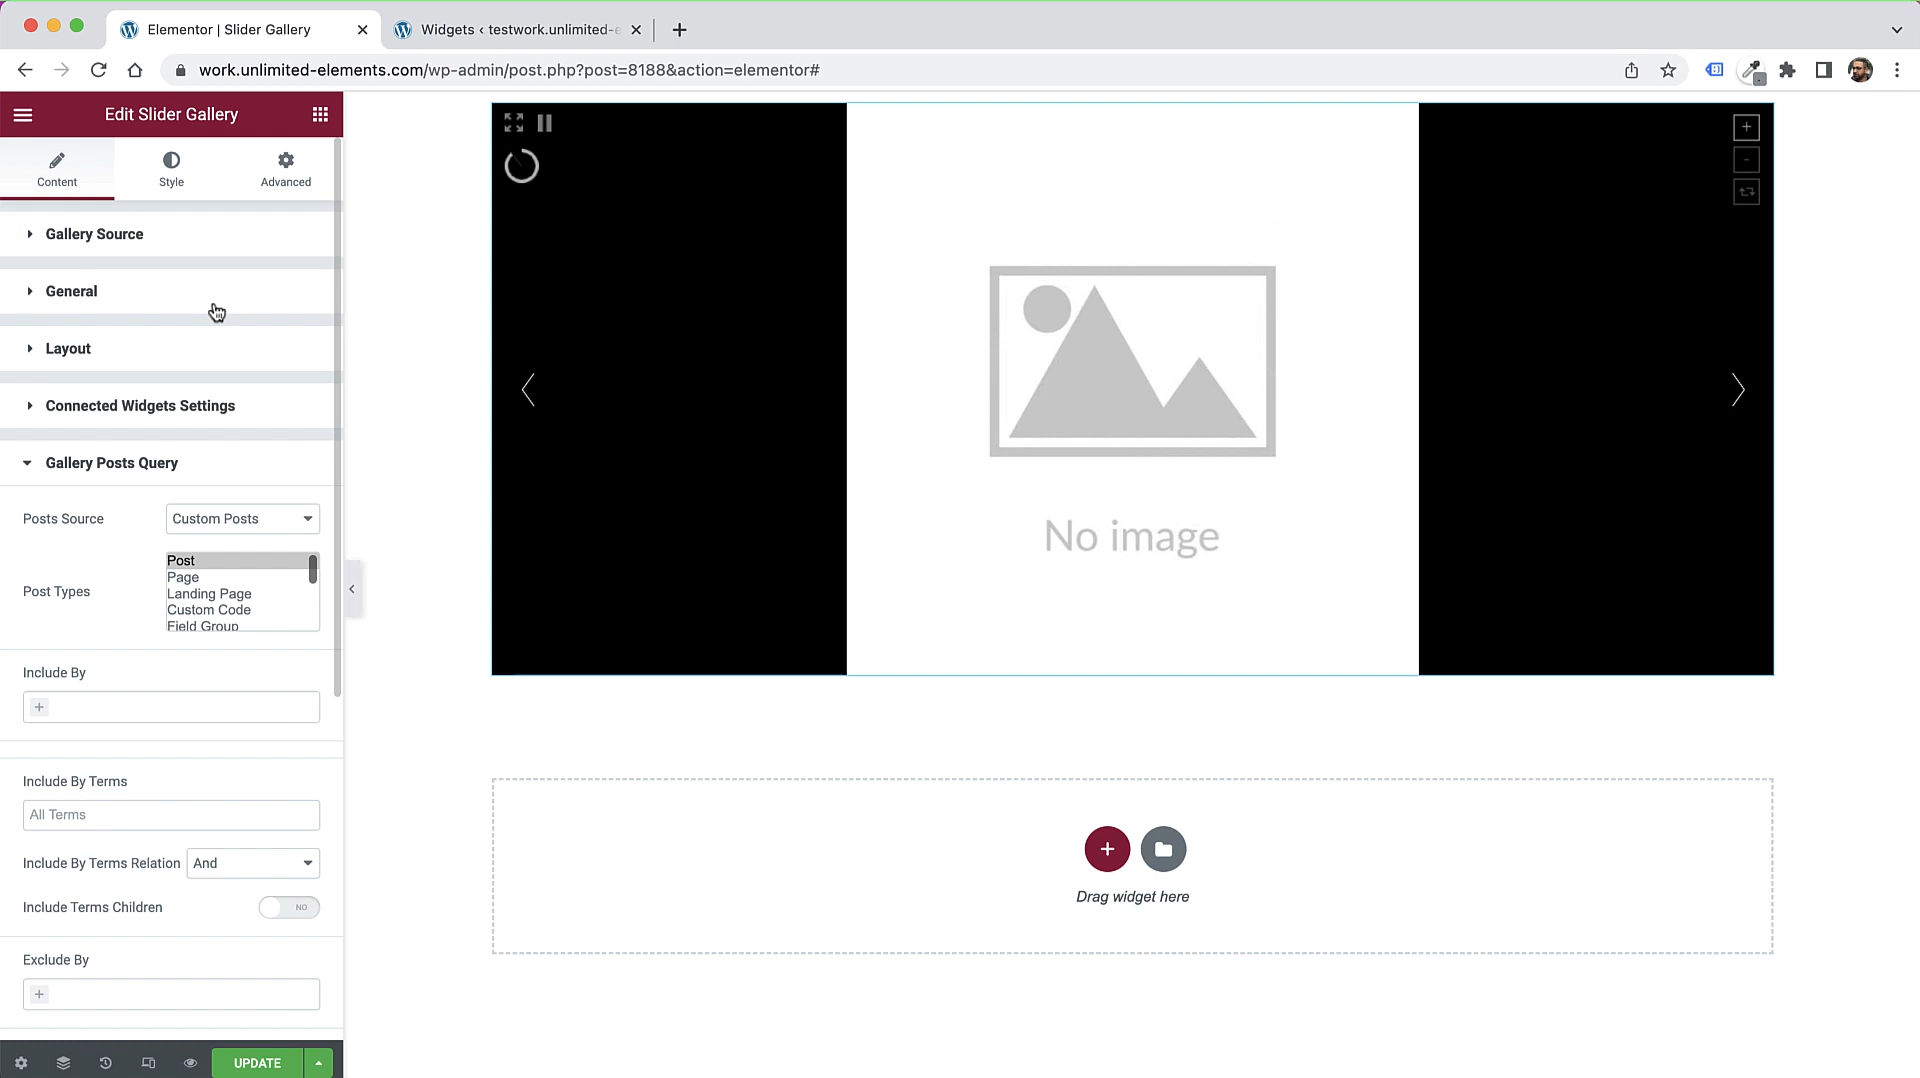 Elementor | Slider Gallery
Widgets ‹ testwork.unlimited-e
work.unlimited-elements.com/wp-admin/post.php?post=8188&action=elementor#
Edit Slider Gallery
Content
Style
Advanced
Gallery Source
General
Layout
Connected Widgets Settings
Gallery Posts Query
Posts Source
Custom Posts
Post Types
Post
Page
Landing Page
Custom Code
Field Group
Include By
+
Include By Terms
All Terms
Include By Terms Relation
And
Include Terms Children
NO
Exclude By
+
UPDATE
No image
Drag widget here